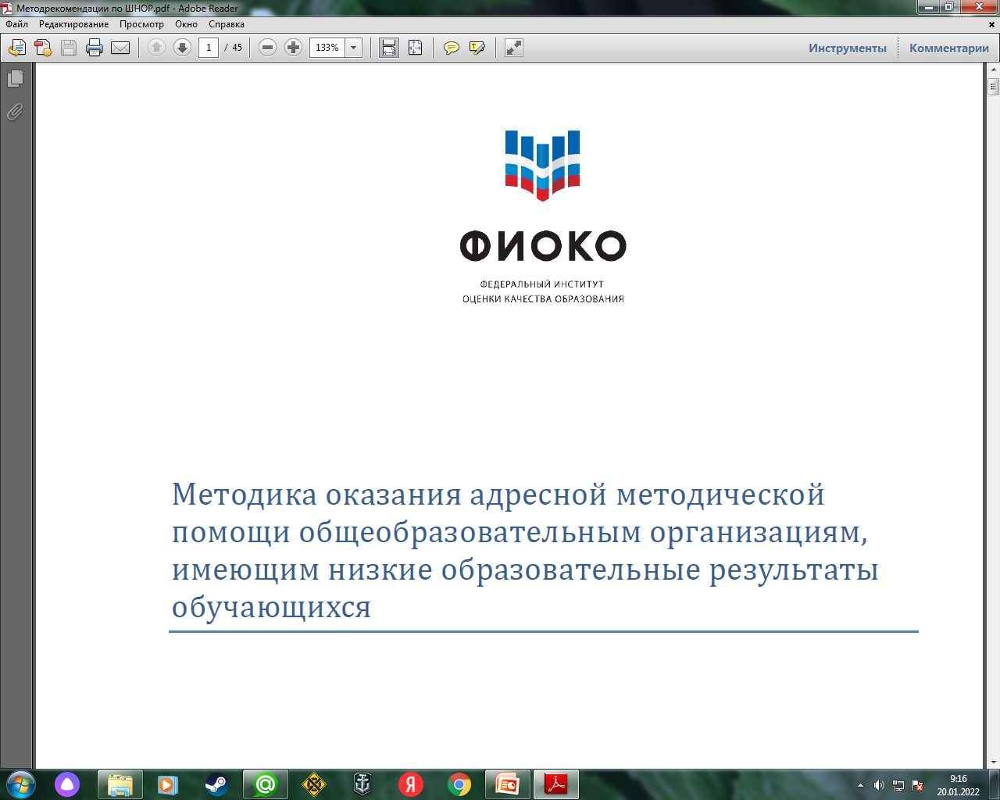 Методрекомендации по ШНОР.pdf - Adobe Reader
Файл Редактирование Просмотр Окно Справка
1 / 45 133% Инструменты Комментарии
ФИОКО
ФЕДЕРАЛЬНЫЙ ИНСТИТУТ
ОЦЕНКИ КАЧЕСТВА ОБРАЗОВАНИЯ
Методика оказания адресной методической
помощи общеобразовательным организациям,
имеющим низкие образовательные результаты
обучающихся
9:16
20.01.2022